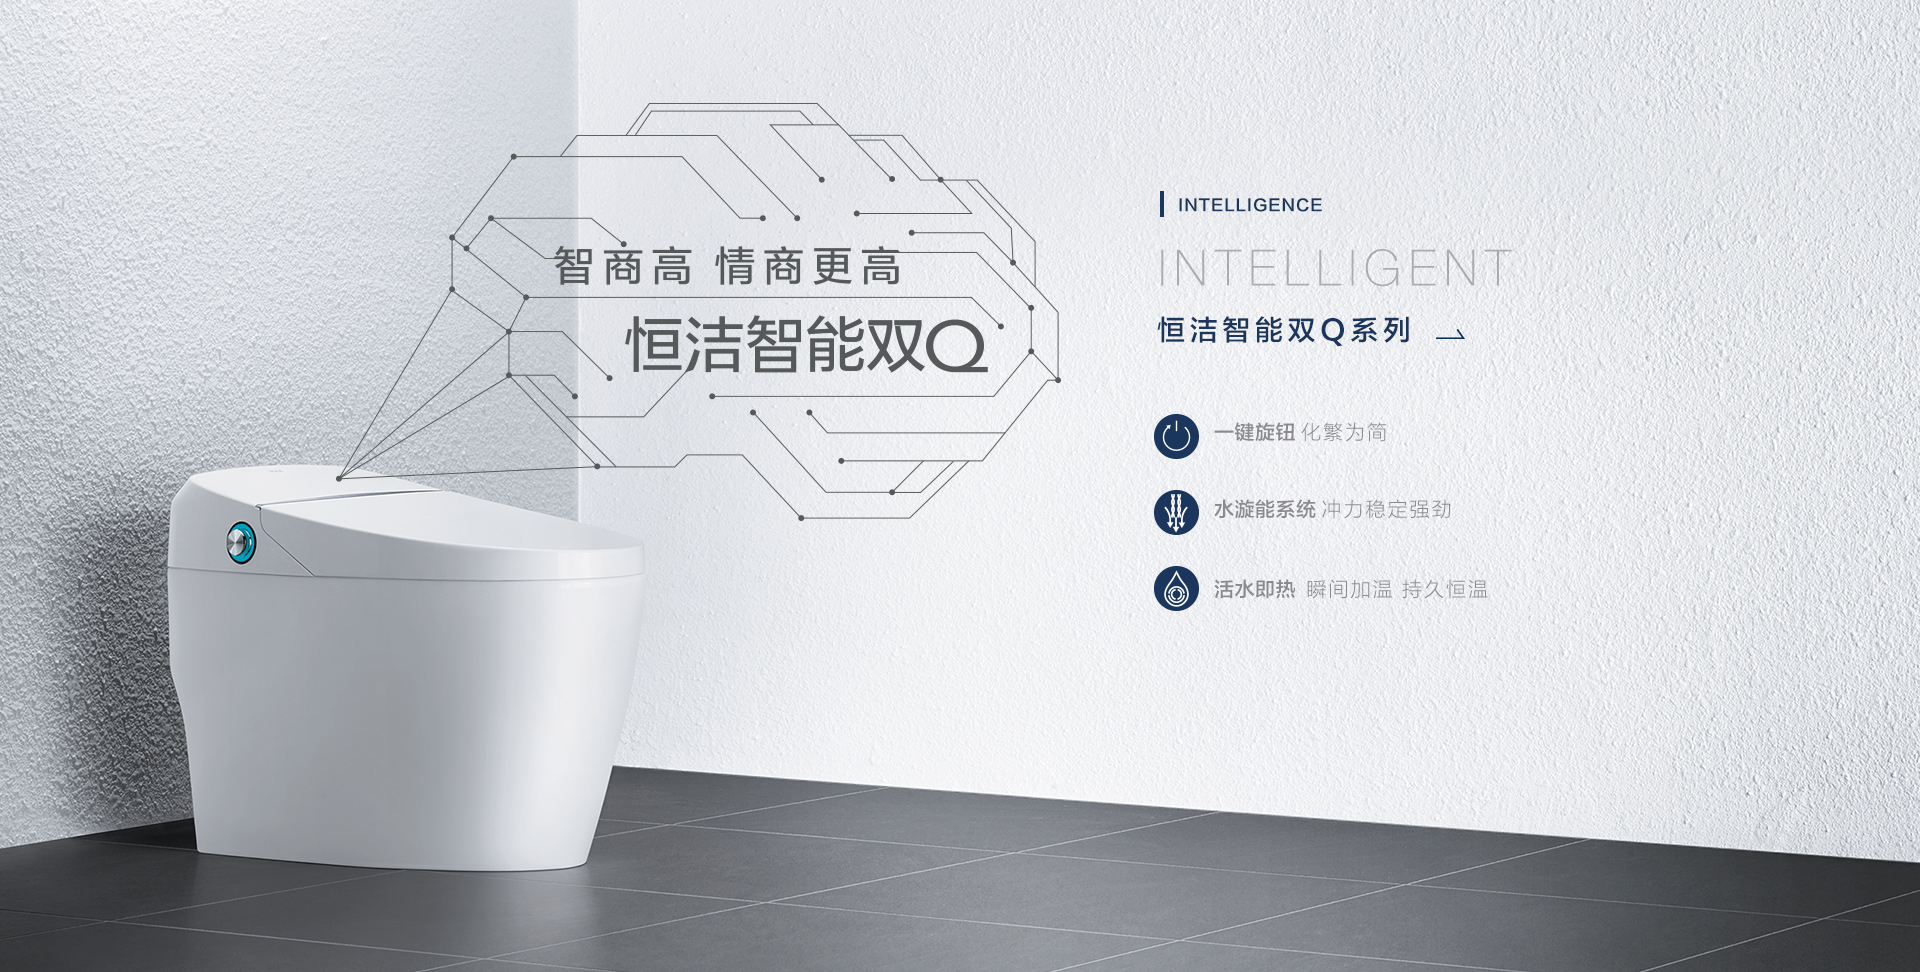 智商高 情商更高
恒洁智能双Q
INTELLIGENCE
INTELLIGENT
恒洁智能双Q系列
一键旋钮 化繁为简
水漩能系统 冲力稳定强劲
活水即热 瞬间加温 持久恒温